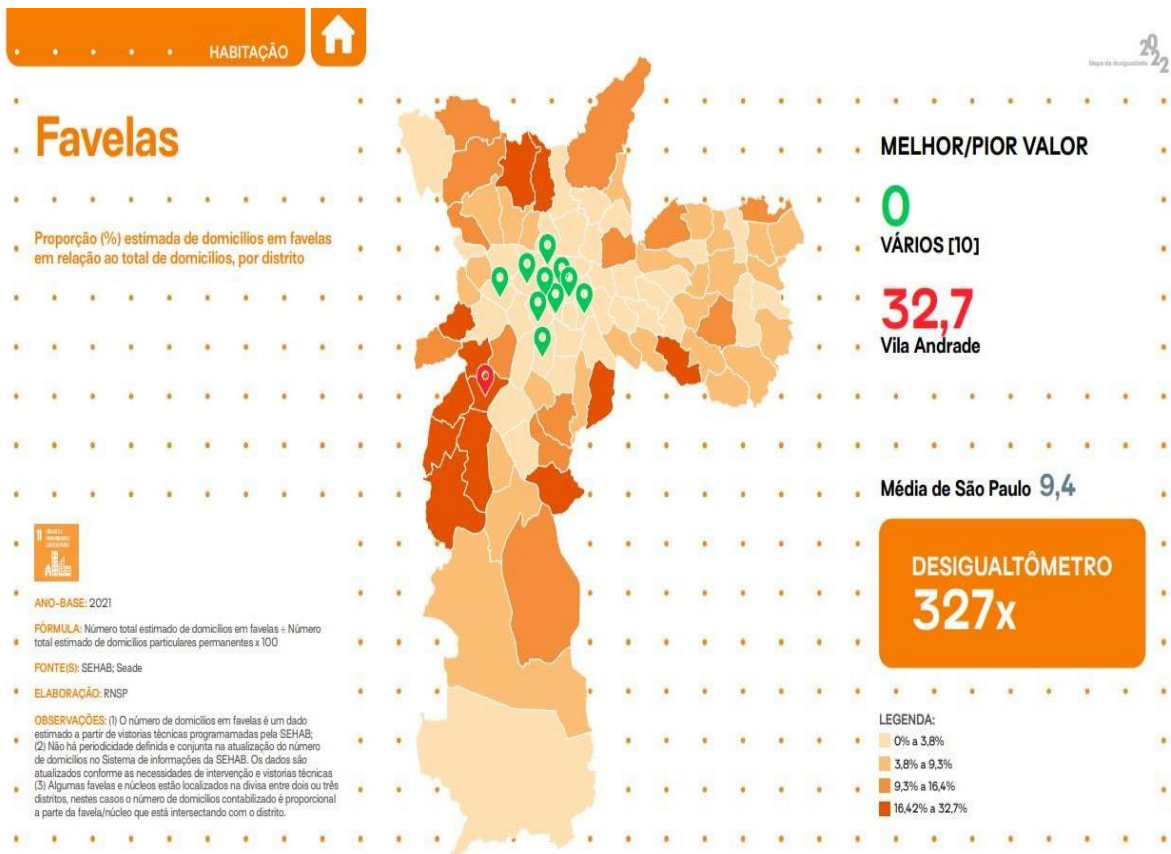 HABITAÇÃO
Mapa da desigualdade
2022
Favelas
Proporção (%) estimada de domicílios em favelas
em relação ao total de domicílios, por distrito
MELHOR/PIOR VALOR
0
VÁRIOS [10]
32,7
Vila Andrade
Média de São Paulo 9,4
DESIGUALTÔMETRO
327x
11
ANO-BASE: 2021
FÓRMULA: Número total estimado de domicílios em favelas ÷ Número
total estimado de domicílios particulares permanentes x 100
FONTE(S): SEHAB; Seade
ELABORAÇÃO: RNSP
OBSERVAÇÕES: (1) O número de domicílios em favelas é um dado
estimado a partir de vistorias técnicas programamadas pela SEHAB;
(2) Não há periodicidade definida e conjunta na atualização do número
de domicílios no Sistema de informações da SEHAB. Os dados são
atualizados conforme as necessidades de intervenção e vistorias técnicas
(3) Algumas favelas e núcleos estão localizados na divisa entre dois ou três
distritos, nestes casos o número de domicílios contabilizado é proporcional
a parte da favela/núcleo que está intersectando com o distrito.
LEGENDA:
0% a 3,8%
3,8% a 9,3%
9,3% a 16,4%
16,42% a 32,7%